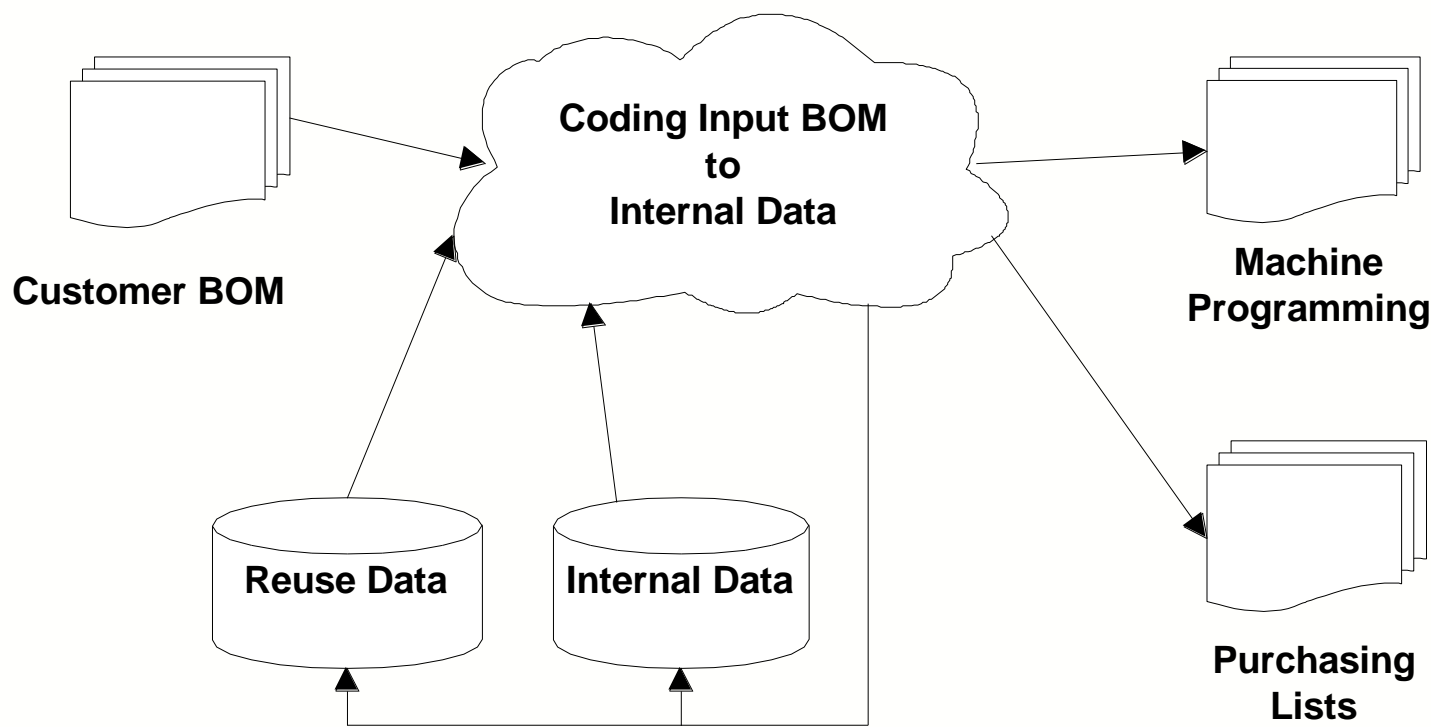 Coding Input BOM
to
Internal Data
Customer BOM
Machine
Programming
Reuse Data
Internal Data
Purchasing
Lists